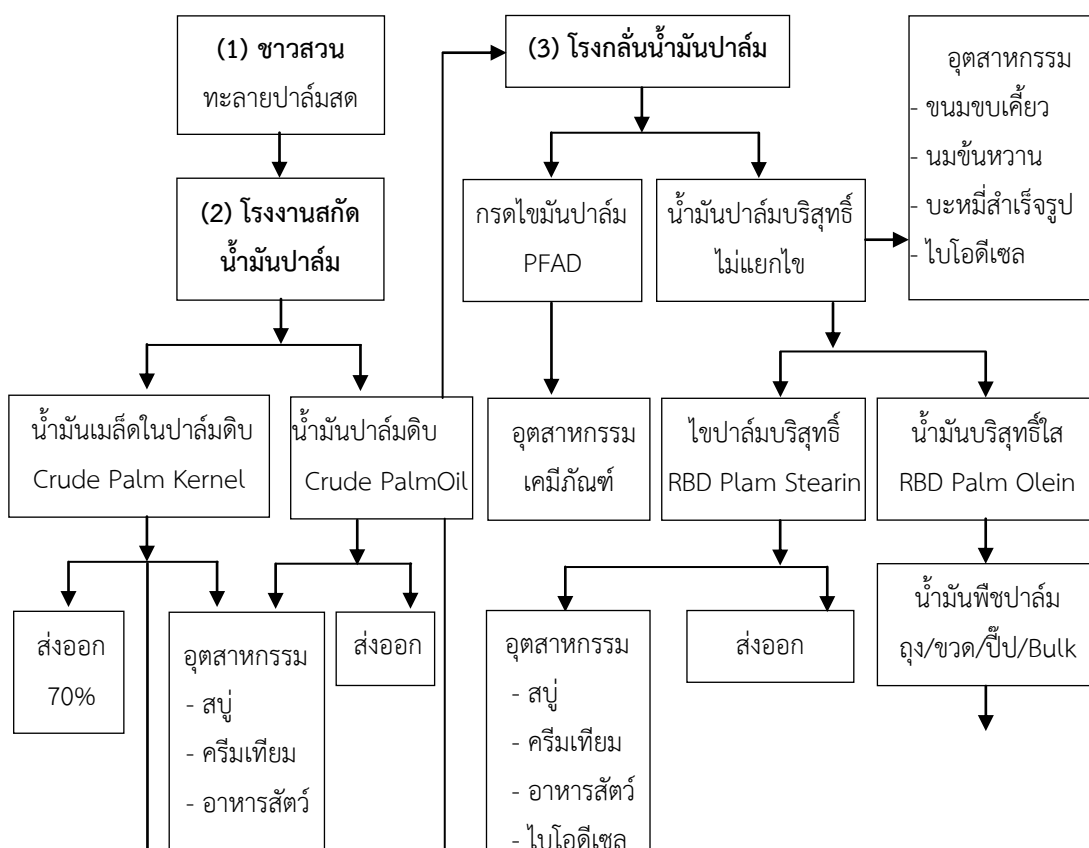 (1) ชาวสวน
ทะลายปาล์มสด
(2) โรงงานสกัด
น้ำมันปาล์ม
น้ำมันเมล็ดในปาล์มดิบ
Crude Palm Kernel
น้ำมันปาล์มดิบ
Crude PalmOil
ส่งออก
70%
อุตสาหกรรม
- สบู่
- ครีมเทียม
- อาหารสัตว์
ส่งออก
(3) โรงกลั่นน้ำมันปาล์ม
กรดไขมันปาล์ม
PFAD
น้ำมันปาล์มบริสุทธิ์
ไม่แยกไข
อุตสาหกรรม
- ขนมขบเคี้ยว
- นมข้นหวาน
- บะหมี่สำเร็จรูป
- ไบโอดีเซล
อุตสาหกรรม
เคมีภัณฑ์
ไขปาล์มบริสุทธิ์
RBD Plam Stearin
น้ำมันบริสุทธิ์ใส
RBD Palm Olein
อุตสาหกรรม
- สบู่
- ครีมเทียม
- อาหารสัตว์
- ไบโอดีเซล
ส่งออก
น้ำมันพืชปาล์ม
ถุง/ขวด/ปี๊ป/Bulk